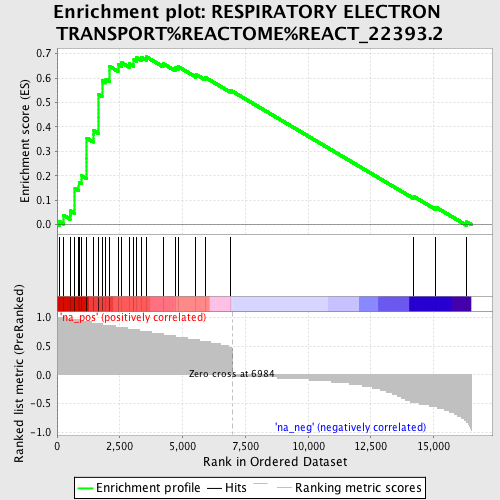 Enrichment plot: RESPIRATORY ELECTRON
TRANSPORT%REACTOME%REACT_22393.2
Enrichment score (ES)
0.7
0.6
0.5
0.4
0.3
0.2
0.1
0.0
Ranked list metric (PreRanked)
1.0
0.5
0.0
-0.5
-1.0
'na_pos' (positively correlated)
Zero cross at 6984
'na_neg' (negatively correlated)
0 2,500 5,000 7,500 10,000 12,500 15,000
Rank in Ordered Dataset
Enrichment profile Hits Ranking metric scores